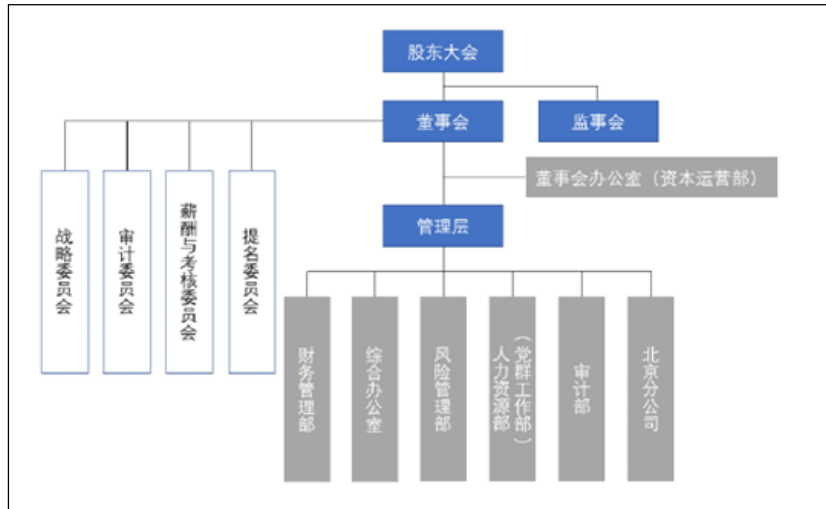 股东大会
董事会
监事会
董事会办公室（资本运营部）
管理层
战略委员会
审计委员会
薪酬与考核委员会
提名委员会
财务管理部
综合办公室
风险管理部
人力资源部
（党群工作部）
审计部
北京分公司